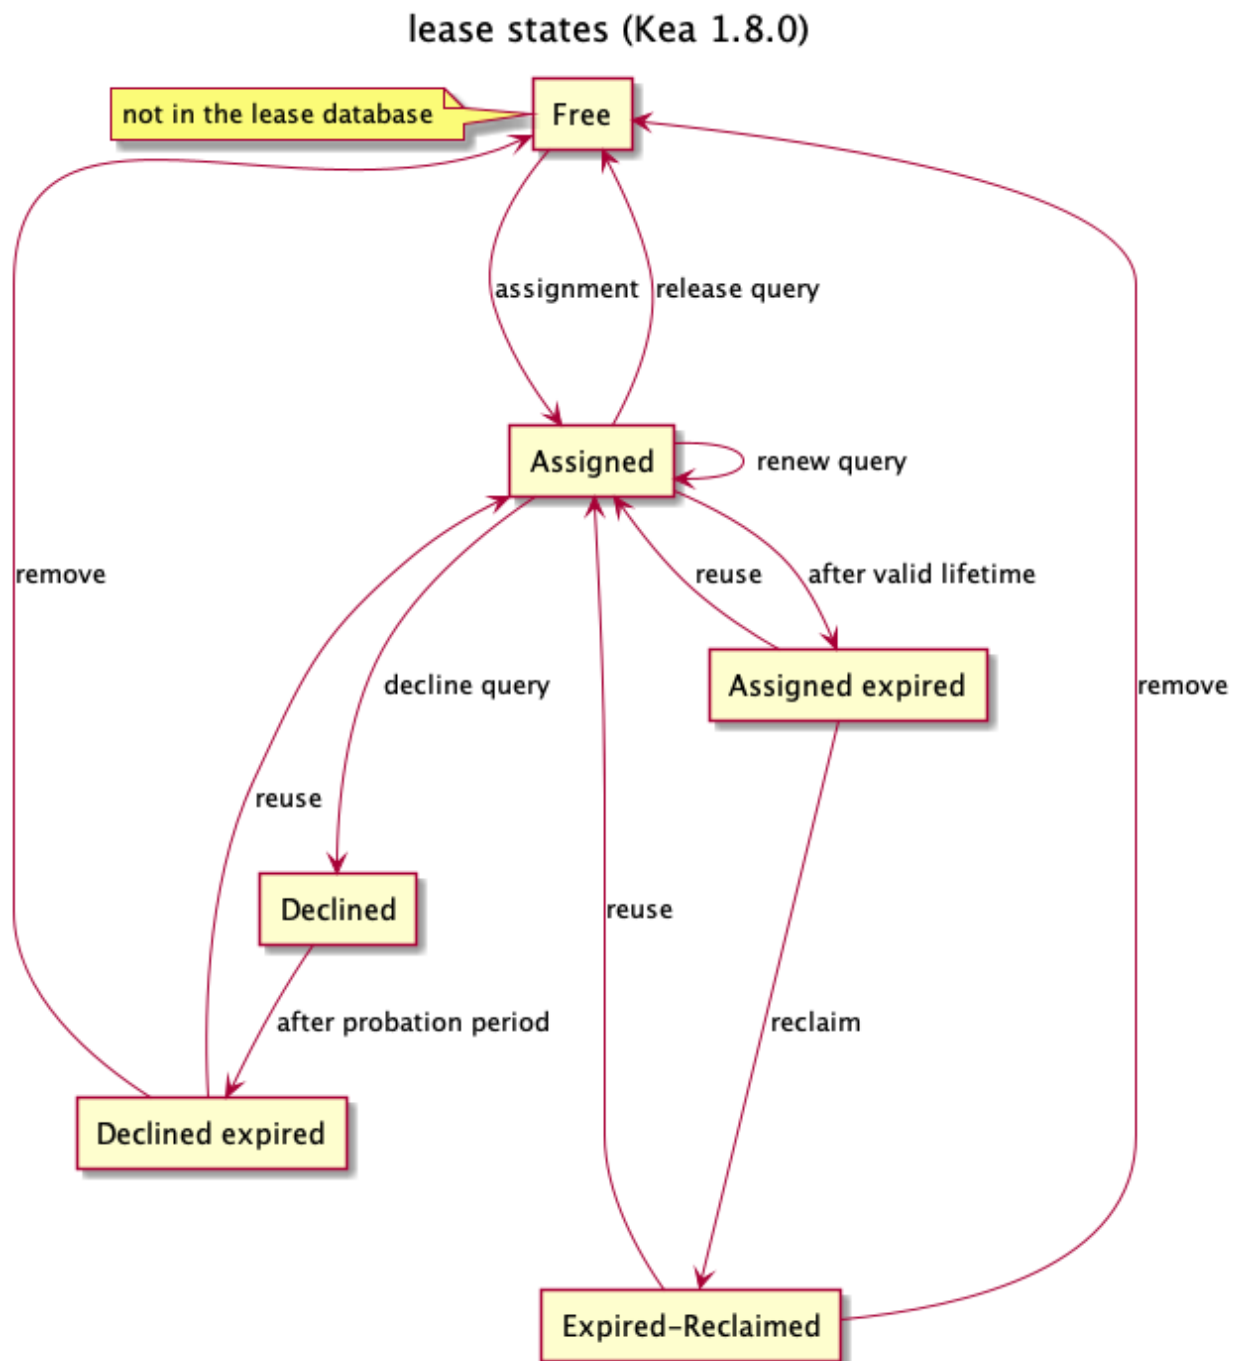 lease states (Kea 1.8.0)
not in the lease database
Free
assignment
release query
Assigned
renew query
remove
reuse
after valid lifetime
decline query
Assigned expired
remove
reuse
Declined
reuse
after probation period
reclaim
Declined expired
Expired-Reclaimed